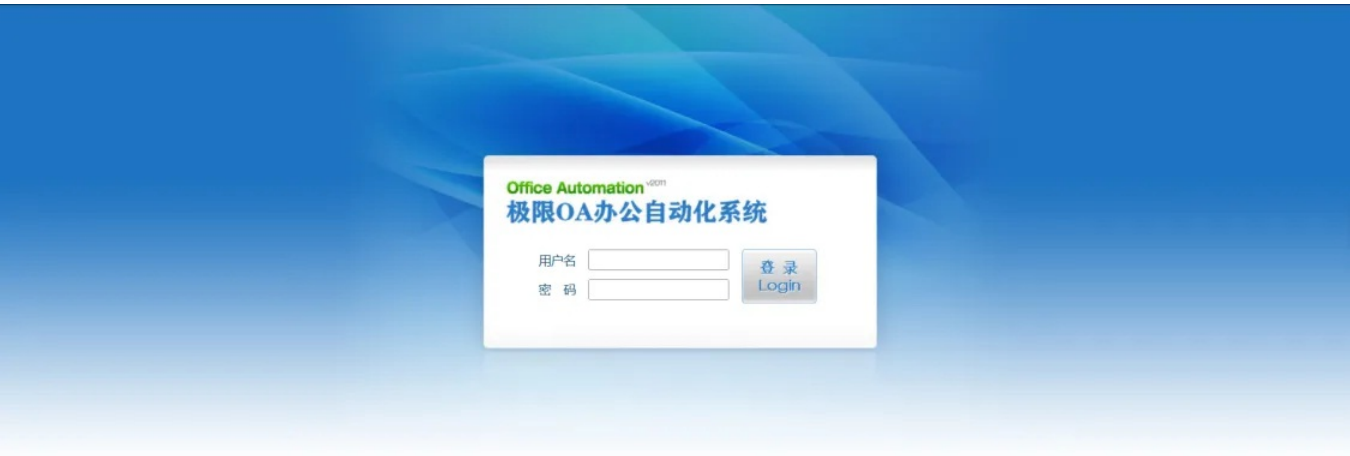 Office Automation v2011
极限OA办公自动化系统
用户名
密 码
登 录
Login